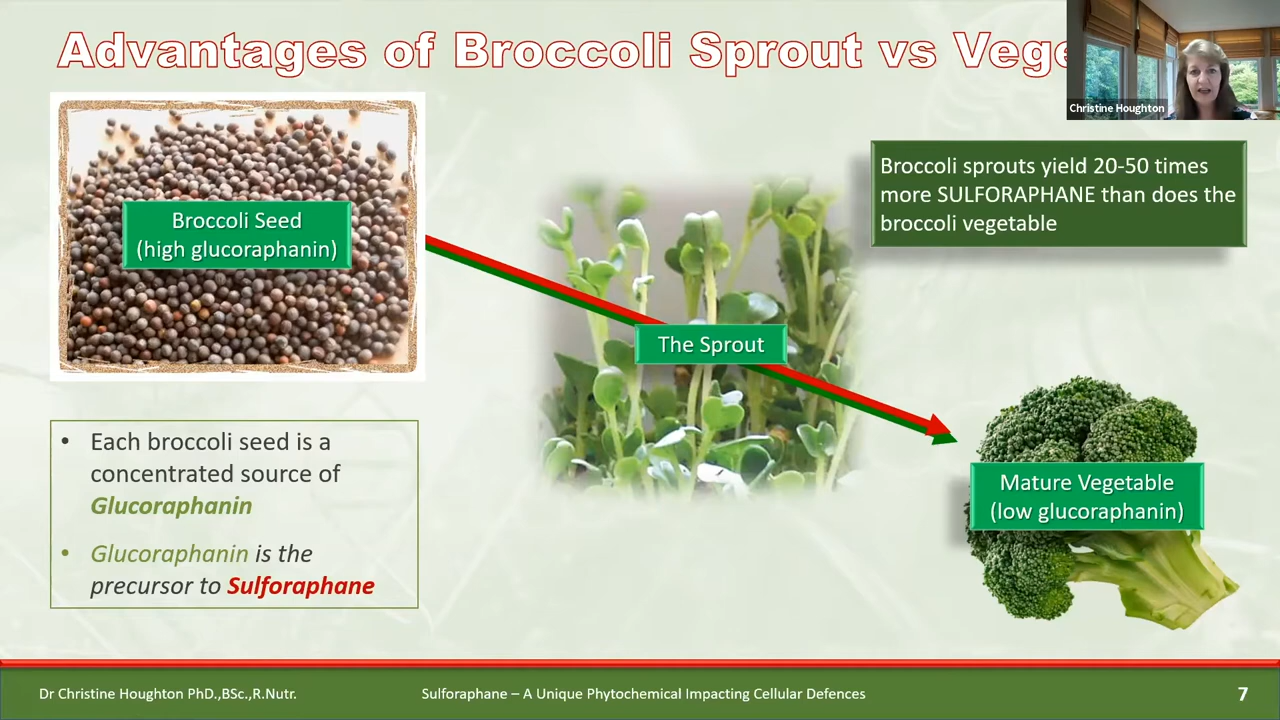 Advantages of Broccoli Sprout vs
Christine Houghton
Broccoli Seed
(high glucoraphanin)
Broccoli sprouts yield 20-50 times
more SULFORAPHANE than does the
broccoli vegetable
The Sprout
Mature Vegetable
(low glucoraphanin)
• Each broccoli seed is a
concentrated source of
Glucoraphanin
• Glucoraphanin is the
precursor to Sulforaphane
Dr Christine Houghton PhD.,BSc.,R.Nutr.
Sulforaphane – A Unique Phytochemical Impacting Cellular Defences
7